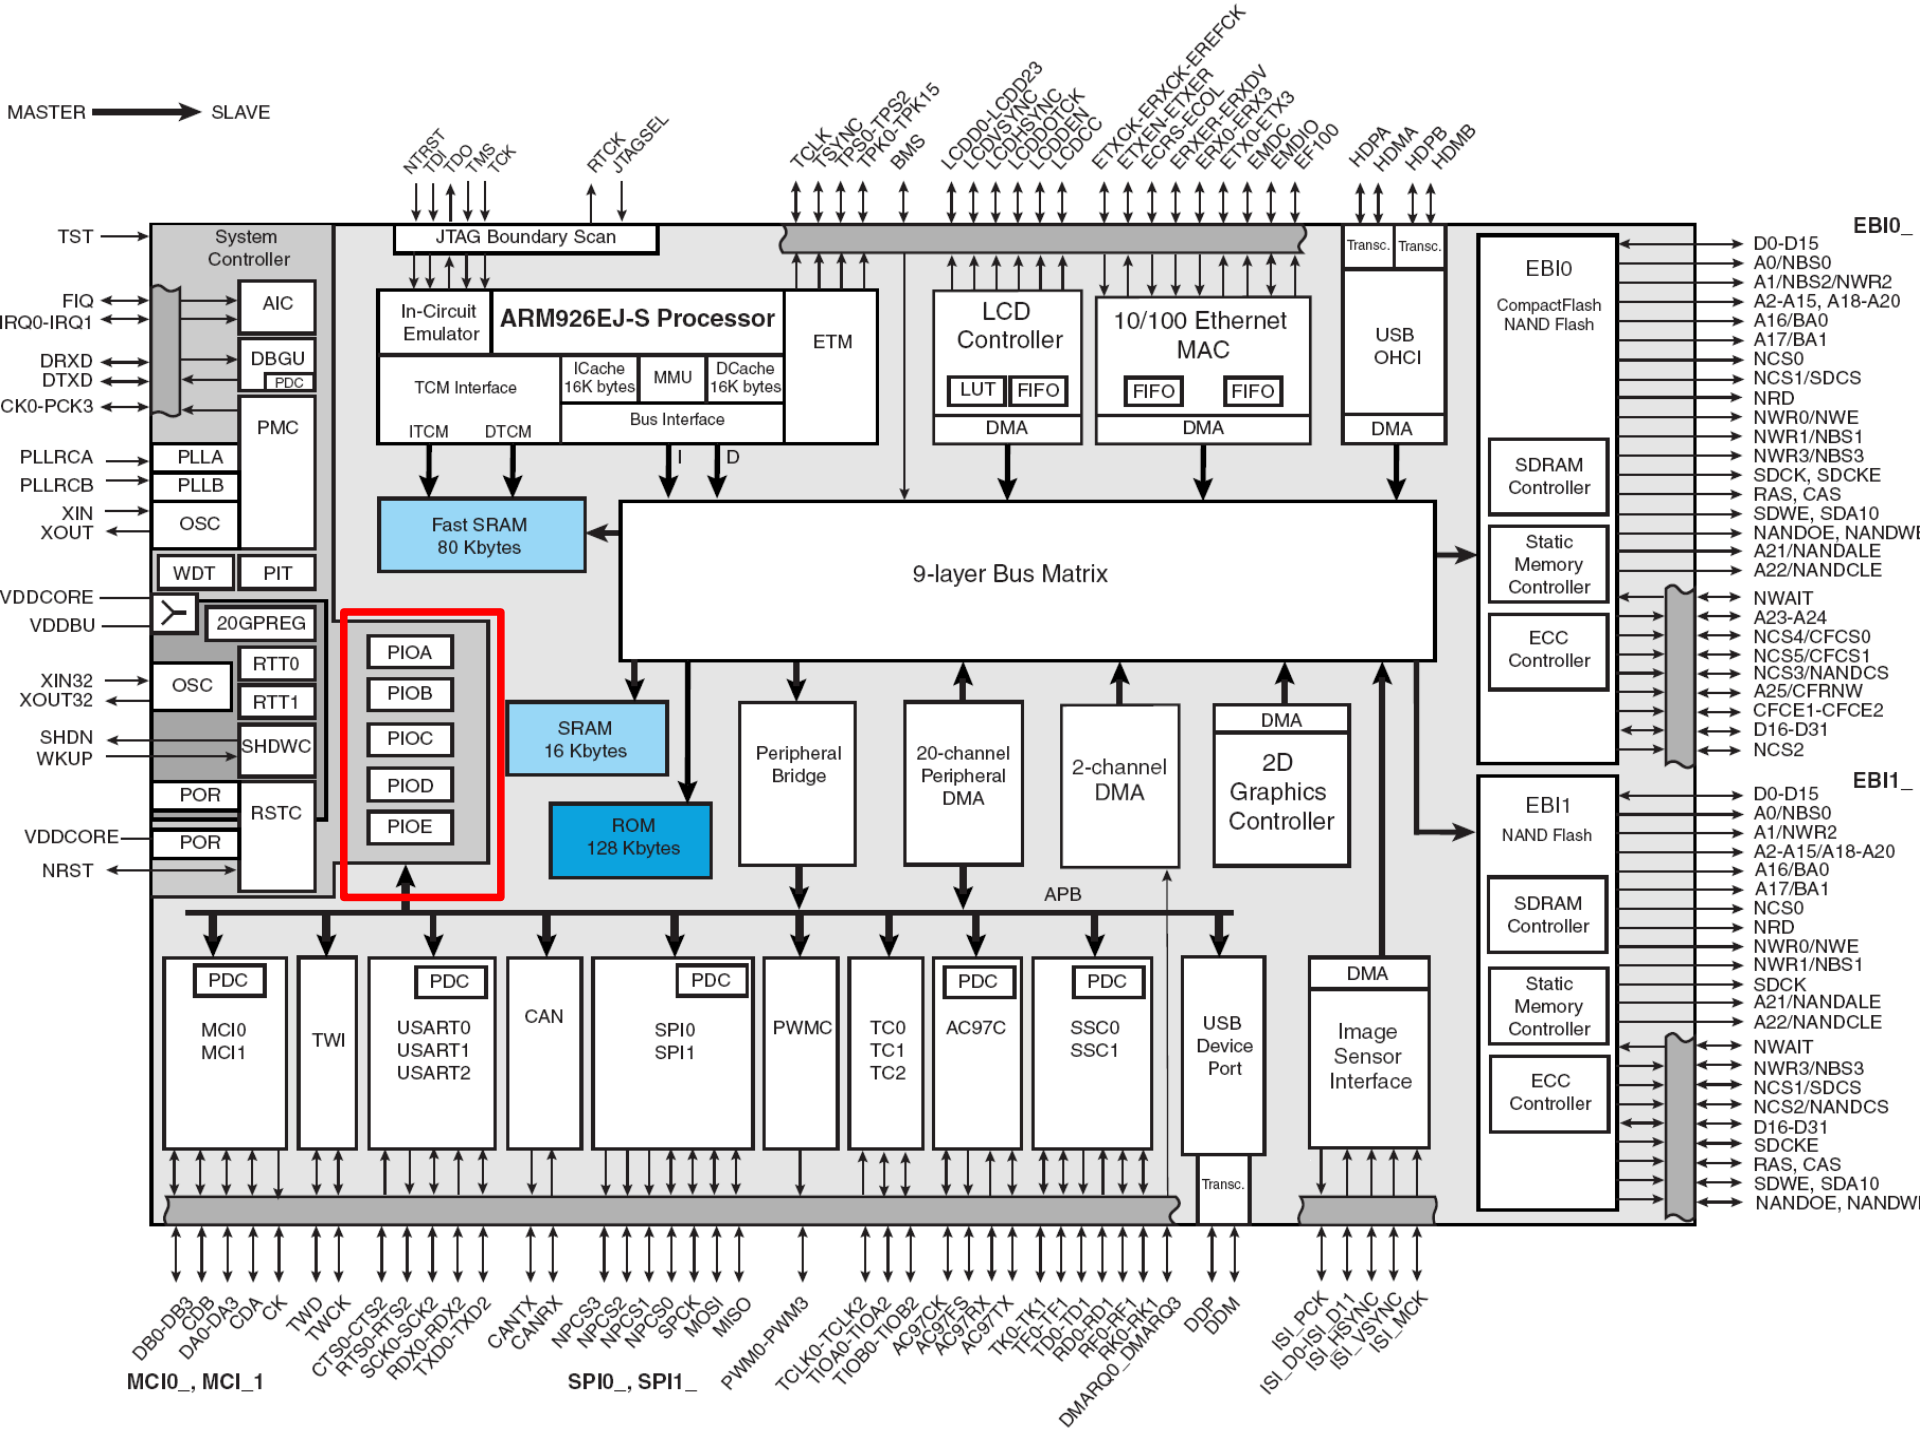 MASTER
SLAVE
NTRST
TDI
TDO
TMS
TCK
RTCK
JTAGSEL
TCLK
TSYNC
TPS0-TPS2
TPK0-TPK15
BMS
LCDD0-LCDD23
LCDVSYNC
LCDHSYNC
LCDDOTCK
LCDDEN
LCDCC
ETXCK-ERXCK-EREFCK
ETXEN-ETXER
ECRS-ECOL
ERXER-ERXDV
ERX0-ERX3
ETX0-ETX3
EMDC
EMDIO
EF100
HDPA
HDMA
HDPB
HDMB
TST
FIQ
IRQ0-IRQ1
DRXD
DTXD
CK0-PCK3
PLLRCA
PLLRCB
XIN
XOUT
VDDCORE
VDDBU
XIN32
XOUT32
SHDN
WKUP
VDDCORE
NRST
System
Controller
AIC
DBGU
PDC
PMC
PLLA
PLLB
OSC
WDT
PIT
20GPREG
RTT0
OSC
RTT1
SHDWC
POR
RSTC
POR
PIOA
PIOB
PIOC
PIOD
PIOE
JTAG Boundary Scan
In-Circuit
Emulator
ARM926EJ-S Processor
ETM
TCM Interface
ICache
16K bytes
MMU
DCache
16K bytes
Bus Interface
ITCM
DTCM
I
D
LCD
Controller
LUT
FIFO
DMA
10/100 Ethernet
MAC
FIFO
FIFO
DMA
Transc.
Transc.
USB
OHCI
DMA
Fast SRAM
80 Kbytes
9-layer Bus Matrix
SRAM
16 Kbytes
ROM
128 Kbytes
Peripheral
Bridge
20-channel
Peripheral
DMA
2-channel
DMA
DMA
2D
Graphics
Controller
APB
EBI0
CompactFlash
NAND Flash
SDRAM
Controller
Static
Memory
Controller
ECC
Controller
EBI1
NAND Flash
SDRAM
Controller
Static
Memory
Controller
ECC
Controller
EBI0_
D0-D15
A0/NBS0
A1/NBS2/NWR2
A2-A15, A18-A20
A16/BA0
A17/BA1
NCS0
NCS1/SDCS
NRD
NWR0/NWE
NWR1/NBS1
NWR3/NBS3
SDCK, SDCKE
RAS, CAS
SDWE, SDA10
NANDOE, NANDWE
A21/NANDALE
A22/NANDCLE
NWAIT
A23-A24
NCS4/CFCS0
NCS5/CFCS1
NCS3/NANDCS
A25/CFRNW
CFCE1-CFCE2
D16-D31
NCS2
EBI1_
D0-D15
A0/NBS0
A1/NWR2
A2-A15/A18-A20
A16/BA0
A17/BA1
NCS0
NRD
NWR0/NWE
NWR1/NBS1
SDCK
A21/NANDALE
A22/NANDCLE
NWAIT
NWR3/NBS3
NCS1/SDCS
NCS2/NANDCS
D16-D31
SDCKE
RAS, CAS
SDWE, SDA10
NANDOE, NANDWE
PDC
MCI0
MCI1
TWI
PDC
USART0
USART1
USART2
CAN
PDC
SPI0
SPI1
PWMC
TC0
TC1
TC2
PDC
AC97C
PDC
SSC0
SSC1
USB
Device
Port
Transc.
DMA
Image
Sensor
Interface
DB0-DB3
CDB
DA0-DA3
CDA
CK
TWD
TWCK
CTS0-CTS2
RTS0-RTS2
SCK0-SCK2
RDX0-RDX2
TXD0-TXD2
CANTX
CANRX
NPCS3
NPCS2
NPCS1
NPCS0
SPCK
MOSI
MISO
PWM0-PWM3
TCLK0-TCLK2
TIOA0-TIOA2
TIOB0-TIOB2
AC97CK
AC97FS
AC97RX
AC97TX
TK0-TK1
TF0-TF1
TD0-TD1
RD0-RD1
RF0-RF1
RK0-RK1
DMARQ0_DMARQ3
DDP
DDM
ISI_PCK
ISI_D0-ISI_D11
ISI_HSYNC
ISI_VSYNC
ISI_MCK
MCI0_, MCI_1
SPI0_, SPI1_